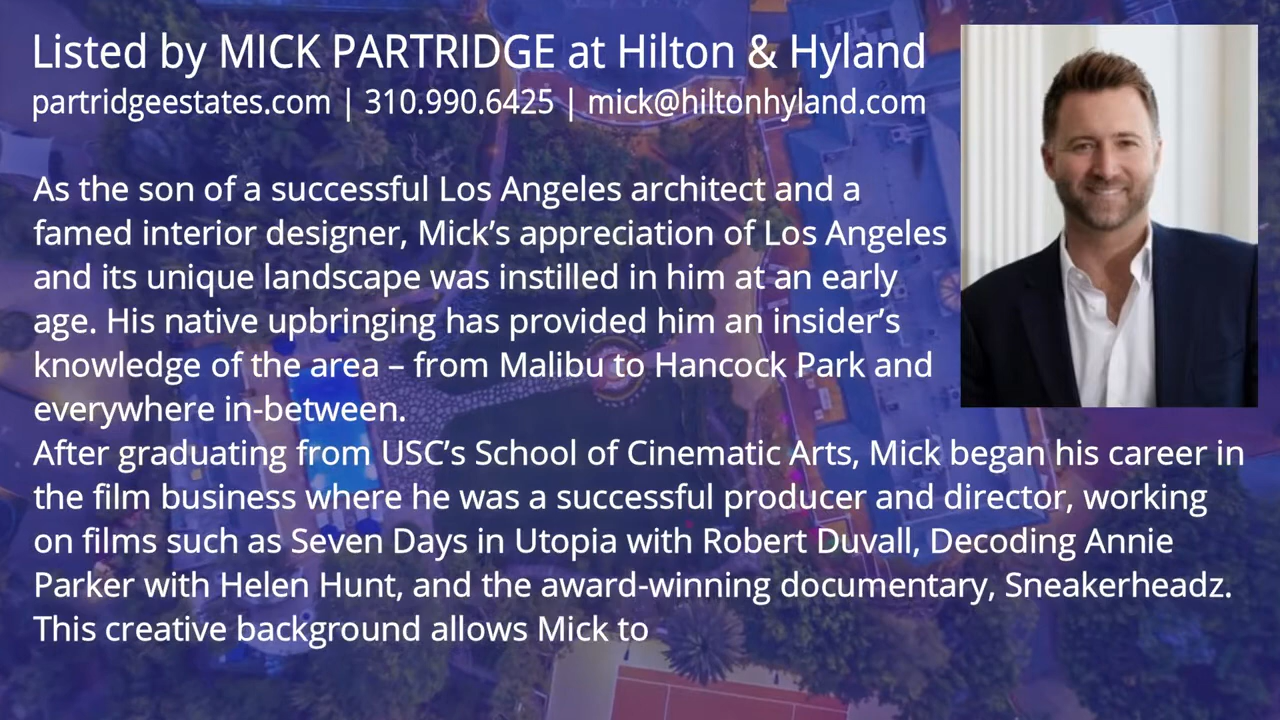 Listed by MICK PARTRIDGE at Hilton & Hyland
partridgeestates.com | 310.990.6425 | mick@hiltonhyland.com
As the son of a successful Los Angeles architect and a
famed interior designer, Mick’s appreciation of Los Angeles
and its unique landscape was instilled in him at an early
age. His native upbringing has provided him an insider’s
knowledge of the area – from Malibu to Hancock Park and
everywhere in-between.
After graduating from USC’s School of Cinematic Arts, Mick began his career in
the film business where he was a successful producer and director, working
on films such as Seven Days in Utopia with Robert Duvall, Decoding Annie
Parker with Helen Hunt, and the award-winning documentary, Sneakerheadz.
This creative background allows Mick to